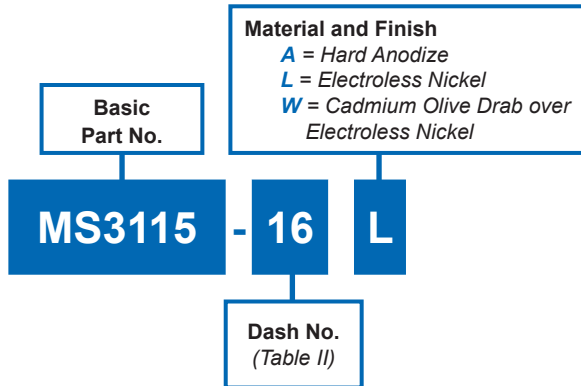 Material and Finish
A = Hard Anodize
L = Electroless Nickel
W = Cadmium Olive Drab over
Electroless Nickel
Basic
Part No.
MS3115 - 16 L
Dash No.
(Table II)